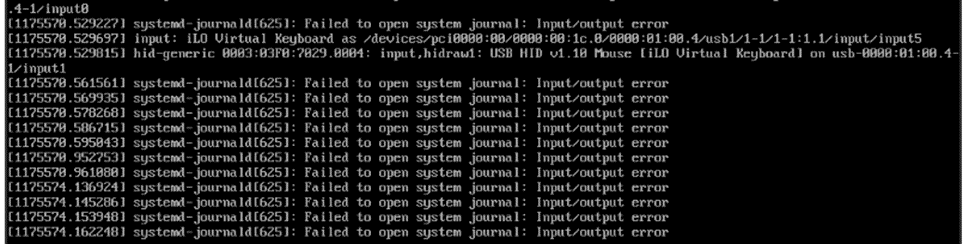 .4-1/input0
[1175570.529227] systemd-journald[625]: Failed to open system journal: Input/output error
[1175570.529697] input: iLO Virtual Keyboard as /devices/pci0000:00/0000:00:1c.0/0000:01:00.4/usb1/1-1/1-1:1.1/input/input5
[1175570.529815] hid-generic 0003:03F0:7029.0004: input,hidraw1: USB HID v1.10 Mouse [iLO Virtual Keyboard] on usb-0000:01:00.4-
1/input1
[1175570.561561] systemd-journald[625]: Failed to open system journal: Input/output error
[1175570.569935] systemd-journald[625]: Failed to open system journal: Input/output error
[1175570.578268] systemd-journald[625]: Failed to open system journal: Input/output error
[1175570.586715] systemd-journald[625]: Failed to open system journal: Input/output error
[1175570.595043] systemd-journald[625]: Failed to open system journal: Input/output error
[1175570.952753] systemd-journald[625]: Failed to open system journal: Input/output error
[1175570.961080] systemd-journald[625]: Failed to open system journal: Input/output error
[1175574.136924] systemd-journald[625]: Failed to open system journal: Input/output error
[1175574.145286] systemd-journald[625]: Failed to open system journal: Input/output error
[1175574.153948] systemd-journald[625]: Failed to open system journal: Input/output error
[1175574.162248] systemd-journald[625]: Failed to open system journal: Input/output error